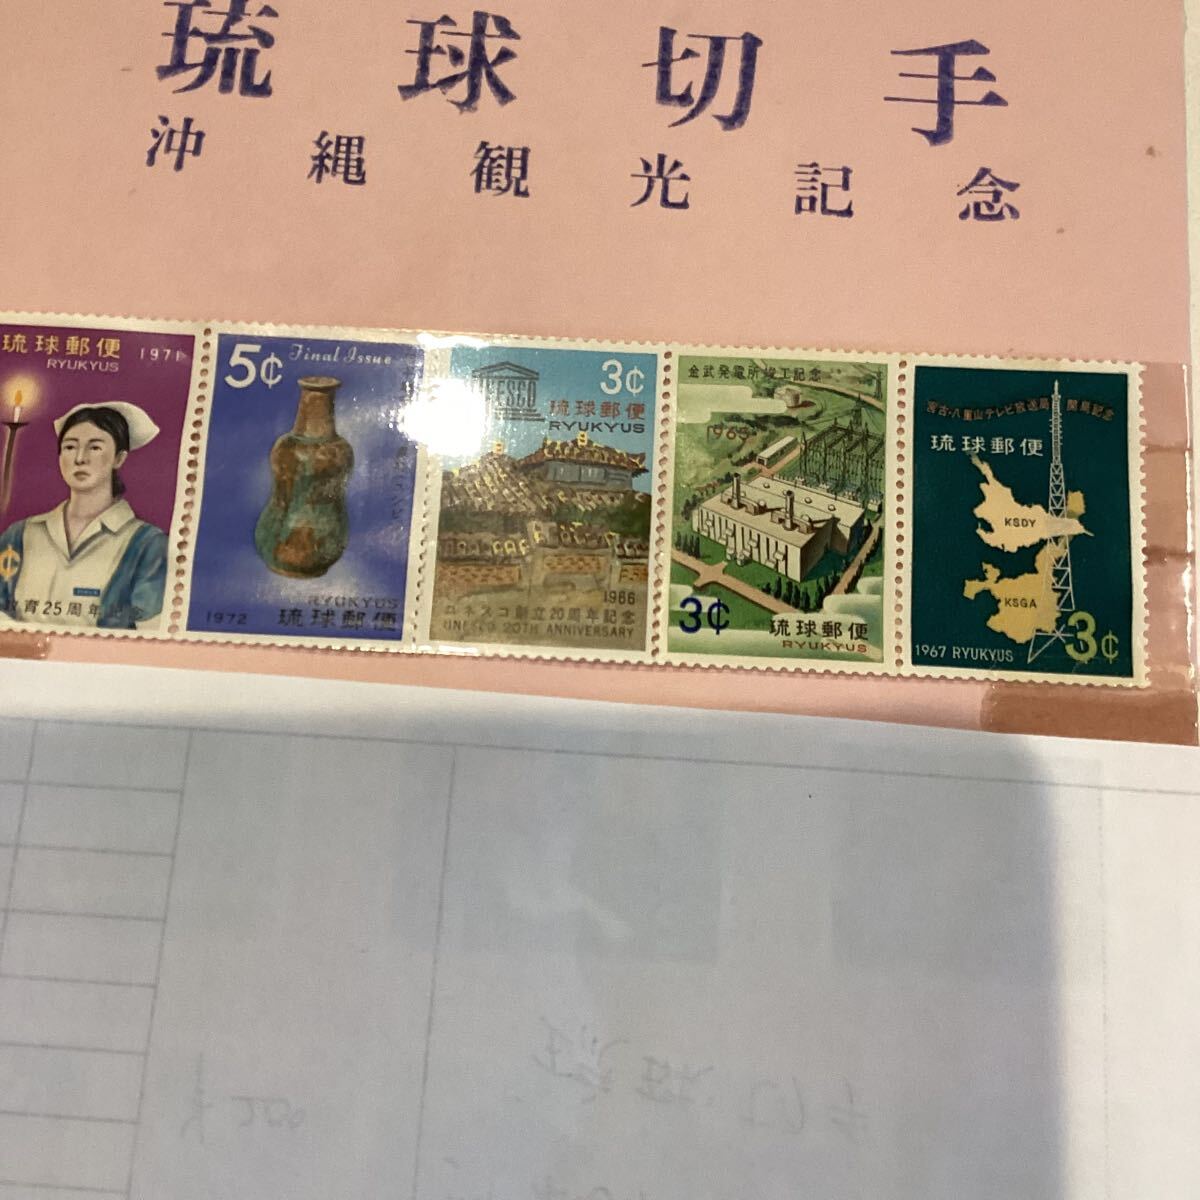 琉球切手
沖縄観光記念
琉球郵便 1971
RYUKYUS
¢
教育25周年記念
5¢ Final Issue
1972
RYUKYUS
琉球郵便
UNESCO
3¢
琉球郵便
RYUKYUS
1966
ユネスコ創立20周年記念
UNESCO 20TH ANNIVERSARY
金武発電所竣工記念
1965
3¢ 琉球郵便
RYUKYUS
宮古・八重山テレビ放送局 開局記念
琉球郵便
KSDY
KSGA
3¢
1967 RYUKYUS